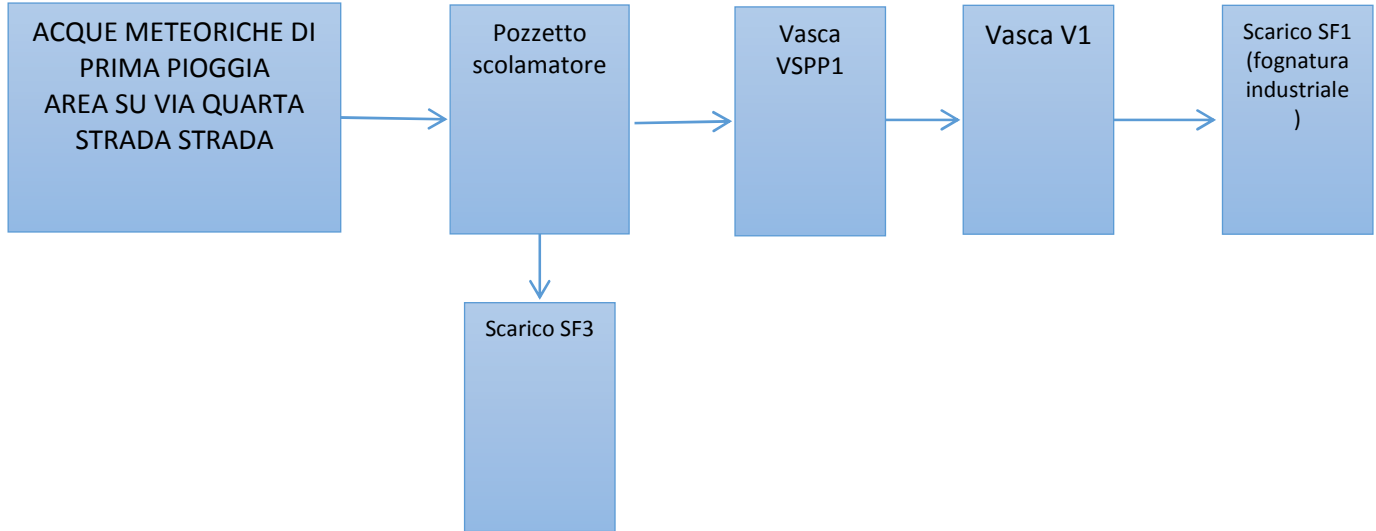 ACQUE METEORICHE DI
PRIMA PIOGGIA
AREA SU VIA QUARTA
STRADA STRADA
Pozzetto
scolamatore
Vasca
VSPP1
Vasca V1
Scarico SF1
(fognatura
industriale
)
Scarico SF3